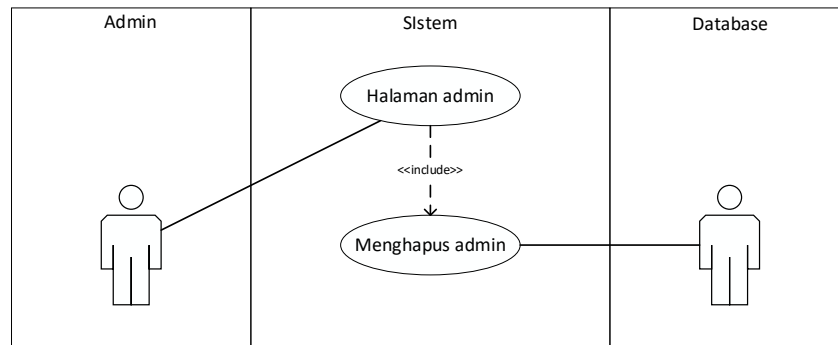 Admin
SIstem
Database
Halaman admin
<<include>>
Menghapus admin